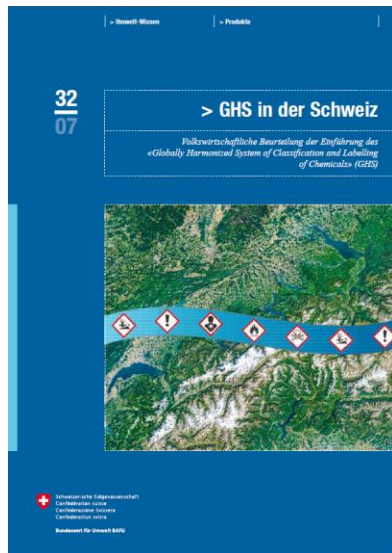 > Umwelt-Wissen
> Produkte
32
07
> GHS in der Schweiz
Volkswirtschaftliche Beurteilung der Einführung des
«Globally Harmonized System of Classification and Labelling
of Chemicals» (GHS)
Schweizerische Eidgenossenschaft
Confédération suisse
Confederazione Svizzera
Confederaziun svizra
Bundesamt für Umwelt BAFU